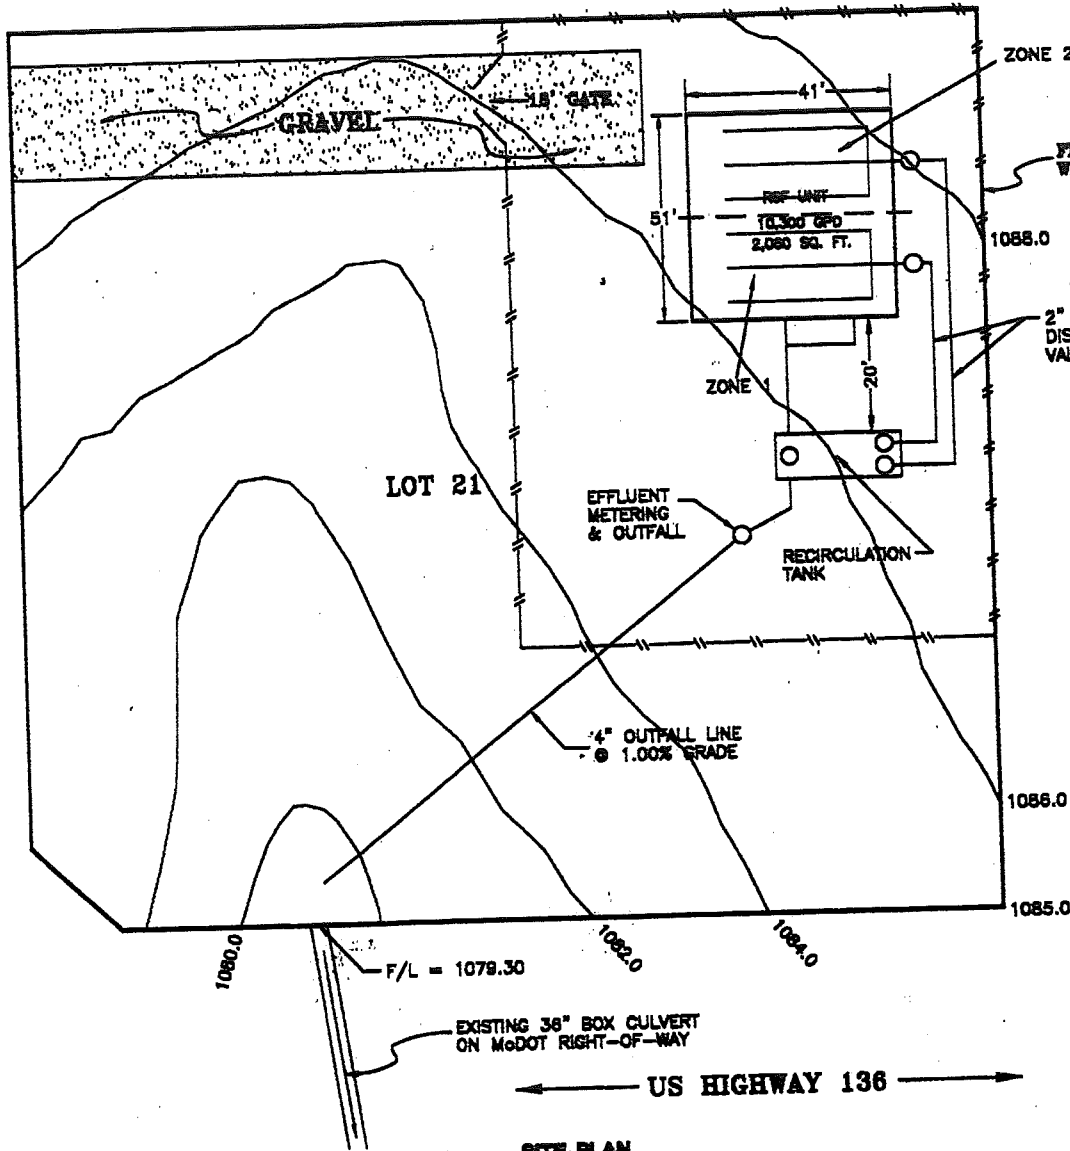 ZONE 2
41'
18' GATE
GRAVEL
51'
RSF UNIT
10,300 GPD
2,060 SQ. FT.
1088.0
2"
20'
ZONE 1
LOT 21
EFFLUENT
METERING
& OUTFALL
RECIRCULATION
TANK
4" OUTFALL LINE
@ 1.00% GRADE
1086.0
1085.0
1080.0
1082.0
1084.0
F/L = 1079.30
EXISTING 36" BOX CULVERT
ON MoDOT RIGHT-OF-WAY
US HIGHWAY 136
SITE PLAN